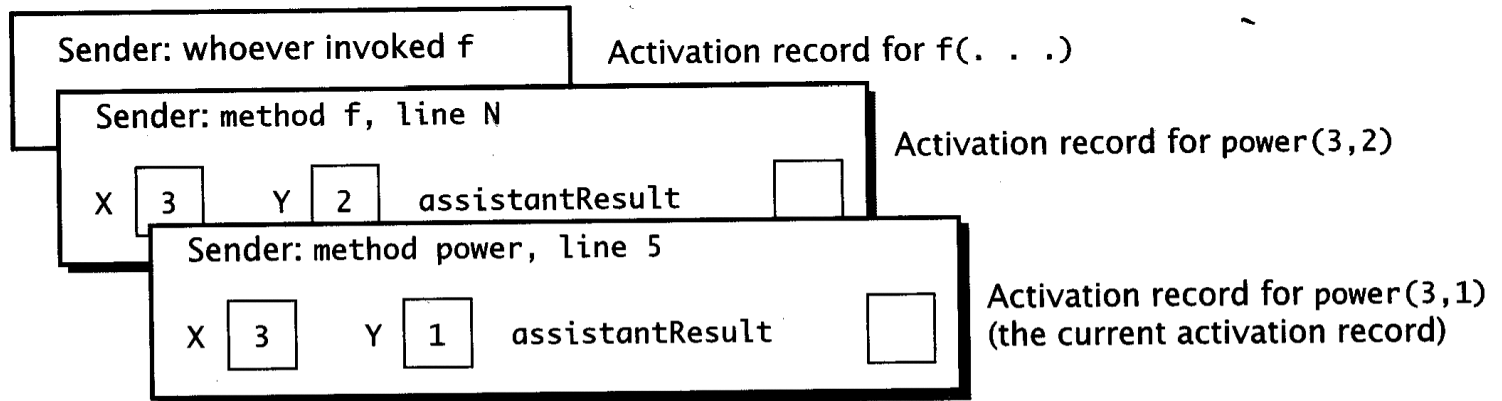 Sender: whoever invoked f
Activation record for f(. . .)
Sender: method f, line N
Activation record for power(3,2)
X 3 Y 2 assistantResult
Sender: method power, line 5
Activation record for power(3,1)
(the current activation record)
X 3 Y 1 assistantResult